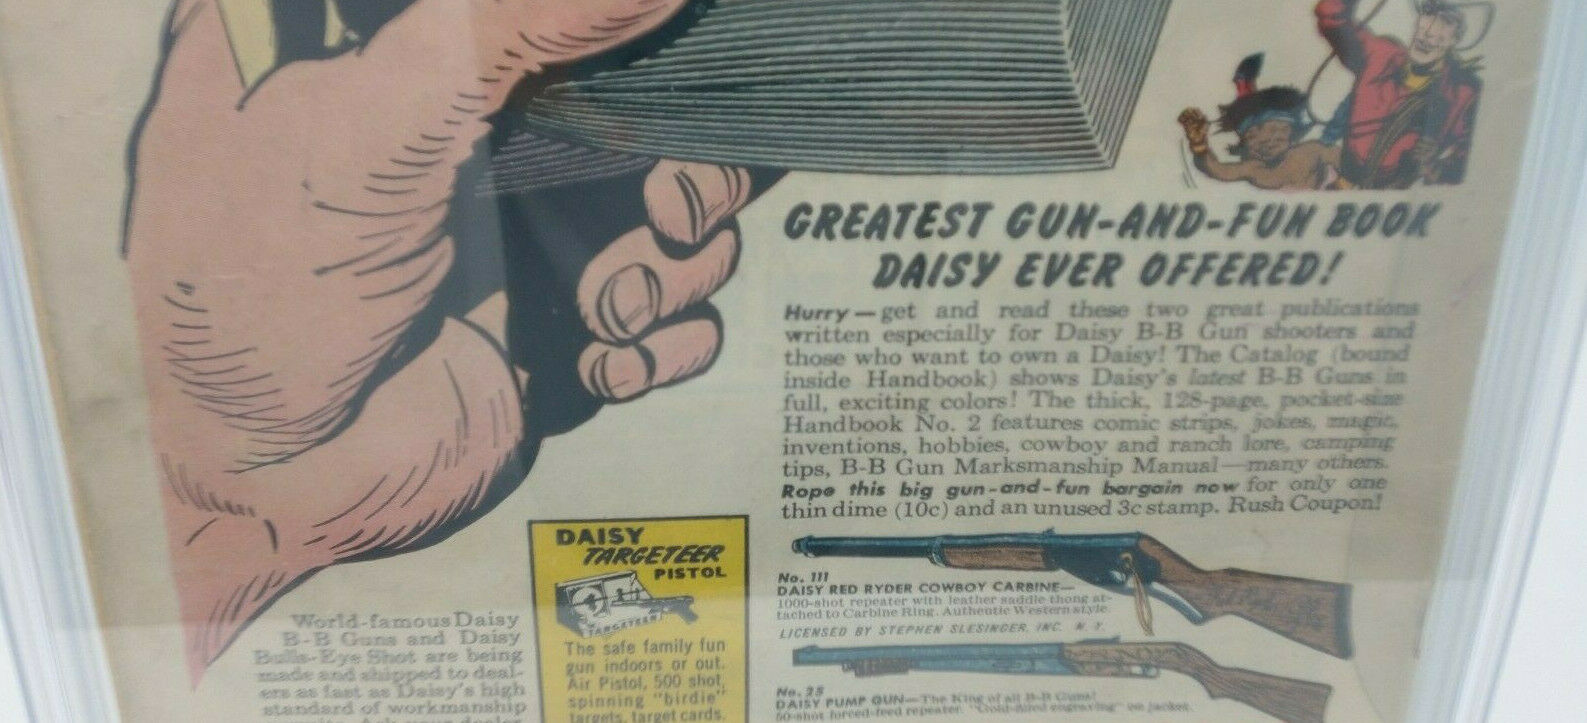 GREATEST GUN-AND-FUN BOOK
DAISY EVER OFFERED!
Hurry—get and read these two great publications
written especially for Daisy B-B Gun shooters and
those who want to own a Daisy! The Catalog (bound
inside Handbook) shows Daisy's latest B-B Guns in
full, exciting colors! The thick, 128-page, pocket-size
Handbook No. 2 features comic strips, jokes, magic,
inventions, hobbies, cowboy and ranch lore, camping
tips, B-B Gun Marksmanship Manual—many others.
Rope this big gun-and-fun bargain now for only one
thin dime (10c) and an unused 3c stamp. Rush Coupon!
No. 111
DAISY RED RYDER COWBOY CARBINE—
1000-shot repeater with leather saddle thong at-
tached to Carbine Ring. Authentic Western style.
LICENSED BY STEPHEN SLESINGER, INC. N. Y.
No. 25
DAISY PUMP GUN—The King of all B-B Guns!
50-shot forced-feed repeater. "Gold-filled engraving" on jacket.
DAISY
TARGETEER
PISTOL
TARGETEER
The safe family fun
gun indoors or out.
Air Pistol, 500 shot,
spinning "birdie"
targets, target cards.
World-famous Daisy
B-B Guns and Daisy
Bulls-Eye Shot are being
made and shipped to deal-
ers as fast as Daisy's high
standard of workmanship